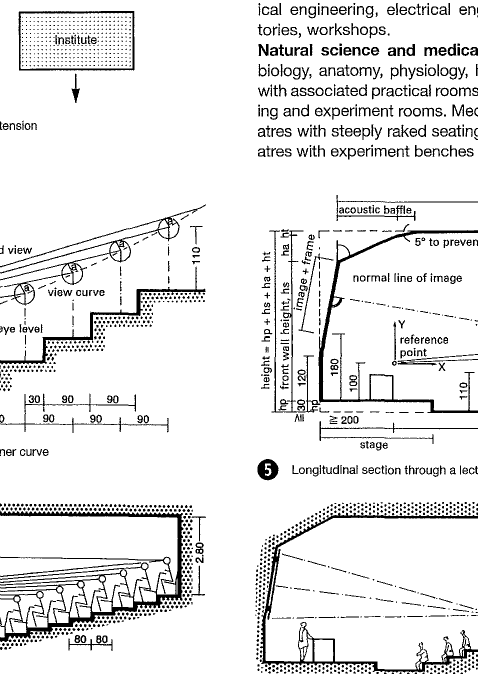 Institute
tension
ical engineering, electrical eng
tories, workshops.
Natural science and medica
biology, anatomy, physiology, h
with associated practical rooms
ing and experiment rooms. Med
atres with steeply raked seating
atres with experiment benches
d view
a
a
a
a
view curve
eye level
110
30 90 90
90 90 90
ner curve
acoustic baffle
5° to preven
normal line of image
image + frame
height = hp + hs + ha + ht
front wall height, hs
ha
ht
hp
hp
Y
reference
point
X
180
100
120
30
110
≥ 200
stage
5 Longitudinal section through a lect
2.80
80 80